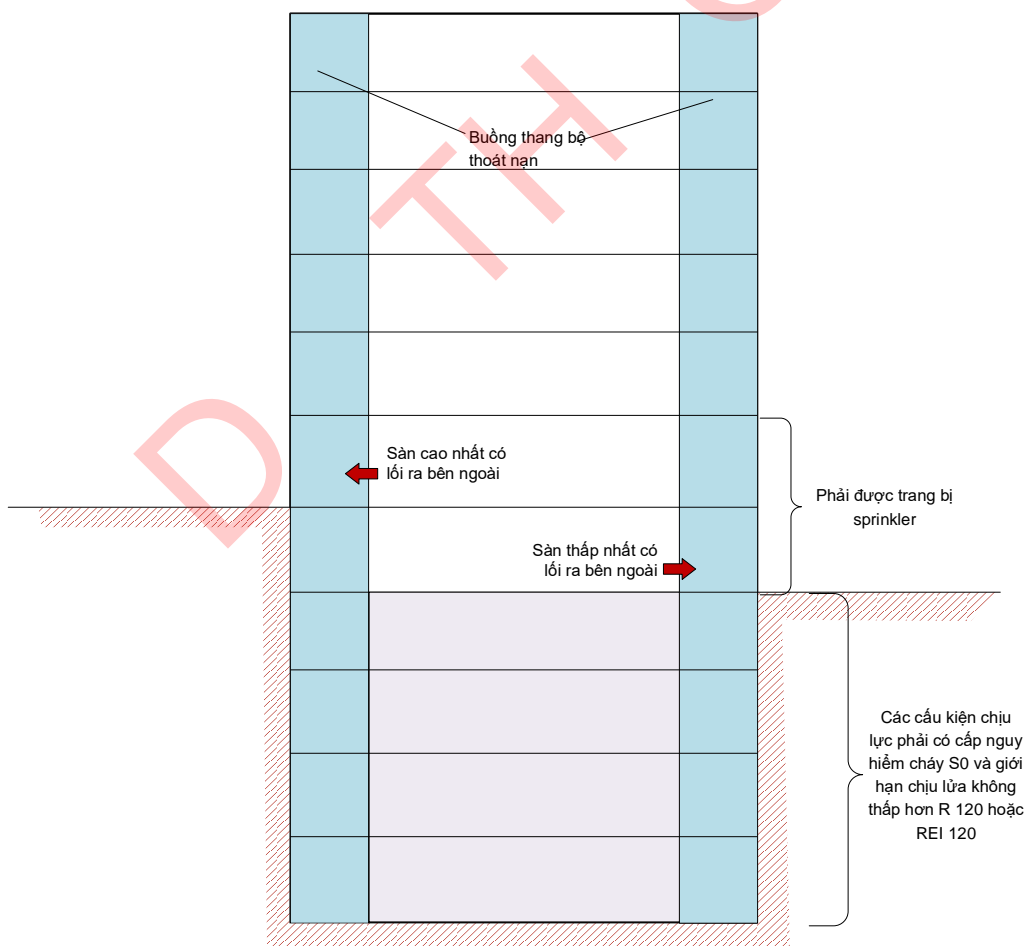 Buồng thang bộ
thoát nạn
Sàn cao nhất có
lối ra bên ngoài
Phải được trang bị
sprinkler
Sàn thấp nhất có
lối ra bên ngoài
Các cấu kiện chịu
lực phải có cấp nguy
hiểm cháy S0 và giới
hạn chịu lửa không
thấp hơn R 120 hoặc
REI 120
D TH